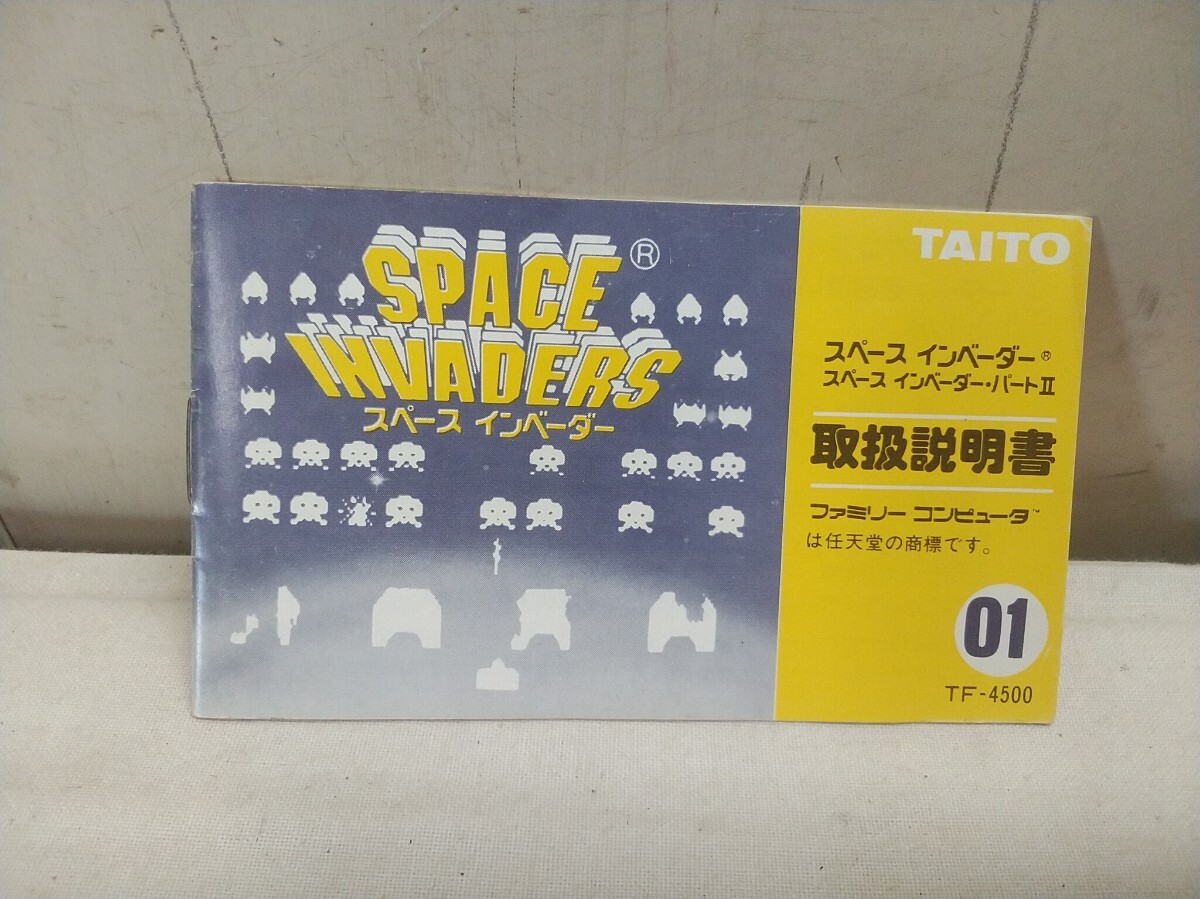 SPACE®
INVADERS
スペース インベーダー
TAITO
スペース インベーダー®
スペース インベーダー・パートⅡ
取扱説明書
ファミリー コンピュータ™
は任天堂の商標です。
01
TF-4500